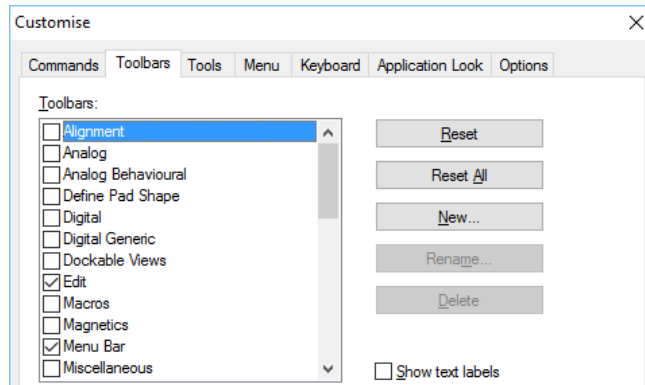 Customise
Commands Toolbars Tools Menu Keyboard Application Look Options
Toolbars:
Alignment
Analog
Analog Behavioural
Define Pad Shape
Digital
Digital Generic
Dockable Views
Edit
Macros
Magnetics
Menu Bar
Miscellaneous
Reset
Reset All
New...
Rename...
Delete
Show text labels